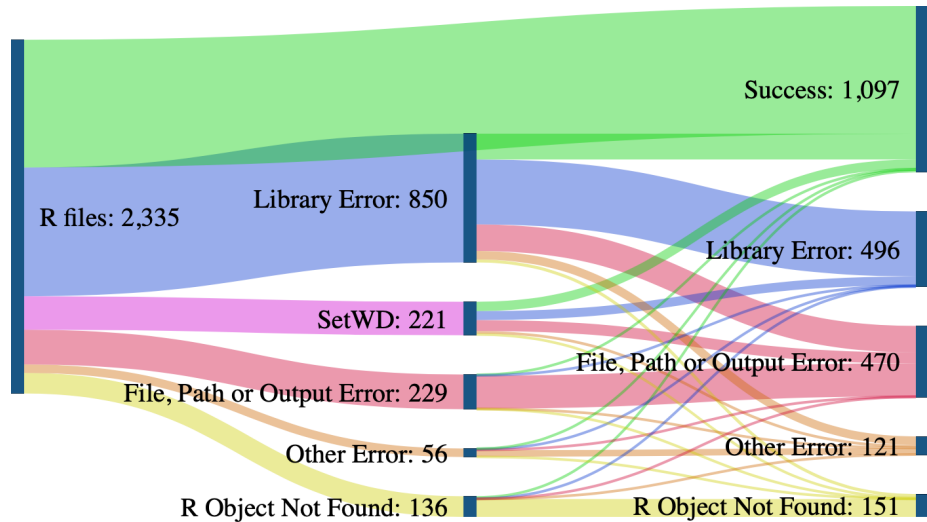 R files: 2,335
Library Error: 850
SetWD: 221
File, Path or Output Error: 229
Other Error: 56
R Object Not Found: 136
Success: 1,097
Library Error: 496
File, Path or Output Error: 470
Other Error: 121
R Object Not Found: 151